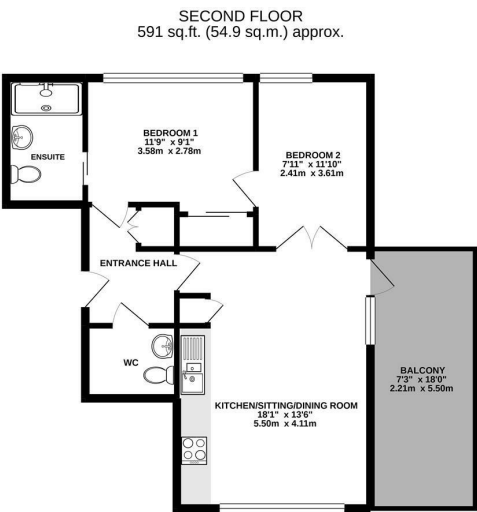 SECOND FLOOR
591 sq.ft. (54.9 sq.m.) approx.
BEDROOM 1
11'9" x 9'1"
3.58m x 2.78m
ENSUITE
BEDROOM 2
7'11" x 11'10"
2.41m x 3.61m
ENTRANCE HALL
WC
BALCONY
7'3" x 18'0"
2.21m x 5.50m
KITCHEN/SITTING/DINING ROOM
18'1" x 13'6"
5.50m x 4.11m